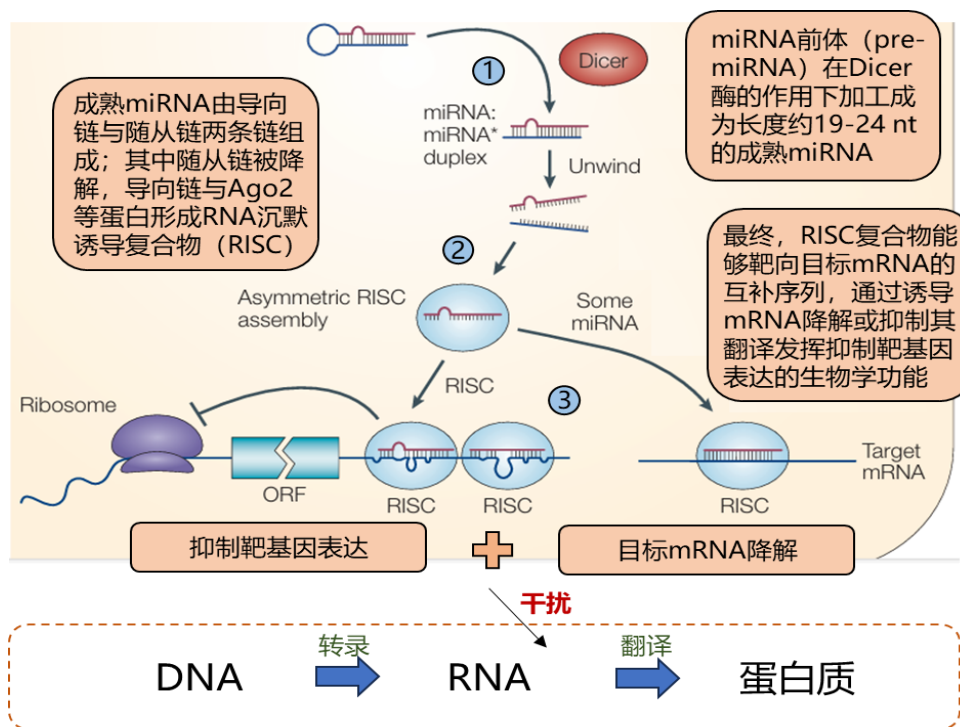 Dicer
①
miRNA:
miRNA*
duplex
Unwind
miRNA前体（pre-
miRNA）在Dicer
酶的作用下加工成
为长度约19-24 nt
的成熟miRNA
成熟miRNA由导向
链与随从链两条链组
成；其中随从链被降
解，导向链与Ago2
等蛋白形成RNA沉默
诱导复合物（RISC）
②
Asymmetric RISC
assembly
Some
miRNA
最终，RISC复合物能
够靶向目标mRNA的
互补序列，通过诱导
mRNA降解或抑制其
翻译发挥抑制靶基因
表达的生物学功能
RISC
③
Ribosome
ORF
RISC
RISC
RISC
Target
mRNA
抑制靶基因表达
目标mRNA降解
干扰
DNA
转录
RNA
翻译
蛋白质